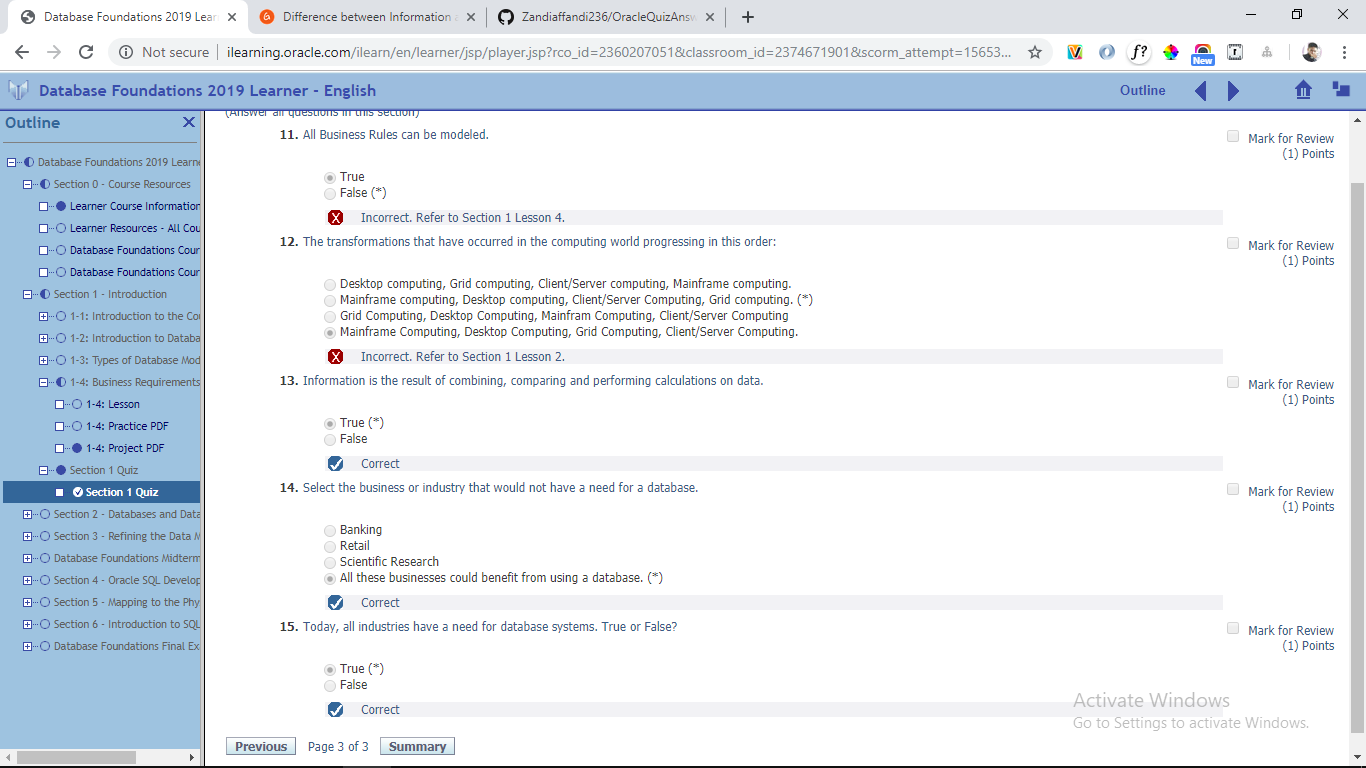 Database Foundations 2019 Lear
Difference between Information
Zandiaffandi236/OracleQuizAnsw
Not secure
ilearning.oracle.com/ilearn/en/learner/jsp/player.jsp?rco_id=2360207051&classroom_id=2374671901&scorm_attempt=15653...
New
Database Foundations 2019 Learner - English
Outline
Outline
Database Foundations 2019 Learne
Section 0 - Course Resources
Learner Course Information
Learner Resources - All Cou
Database Foundations Cour
Database Foundations Cour
Section 1 - Introduction
1-1: Introduction to the Co
1-2: Introduction to Databa
1-3: Types of Database Mod
1-4: Business Requirements
1-4: Lesson
1-4: Practice PDF
1-4: Project PDF
Section 1 Quiz
Section 1 Quiz
Section 2 - Databases and Data
Section 3 - Refining the Data M
Database Foundations Midterm
Section 4 - Oracle SQL Develop
Section 5 - Mapping to the Phy
Section 6 - Introduction to SQL
Database Foundations Final Ex
(Answer all questions in this section)
11. All Business Rules can be modeled.
Mark for Review
(1) Points
True
False (*)
Incorrect. Refer to Section 1 Lesson 4.
12. The transformations that have occurred in the computing world progressing in this order:
Mark for Review
(1) Points
Desktop computing, Grid computing, Client/Server computing, Mainframe computing.
Mainframe computing, Desktop computing, Client/Server Computing, Grid computing. (*)
Grid Computing, Desktop Computing, Mainfram Computing, Client/Server Computing
Mainframe Computing, Desktop Computing, Grid Computing, Client/Server Computing.
Incorrect. Refer to Section 1 Lesson 2.
13. Information is the result of combining, comparing and performing calculations on data.
Mark for Review
(1) Points
True (*)
False
Correct
14. Select the business or industry that would not have a need for a database.
Mark for Review
(1) Points
Banking
Retail
Scientific Research
All these businesses could benefit from using a database. (*)
Correct
15. Today, all industries have a need for database systems. True or False?
Mark for Review
(1) Points
True (*)
False
Correct
Activate Windows
Go to Settings to activate Windows.
Previous Page 3 of 3 Summary